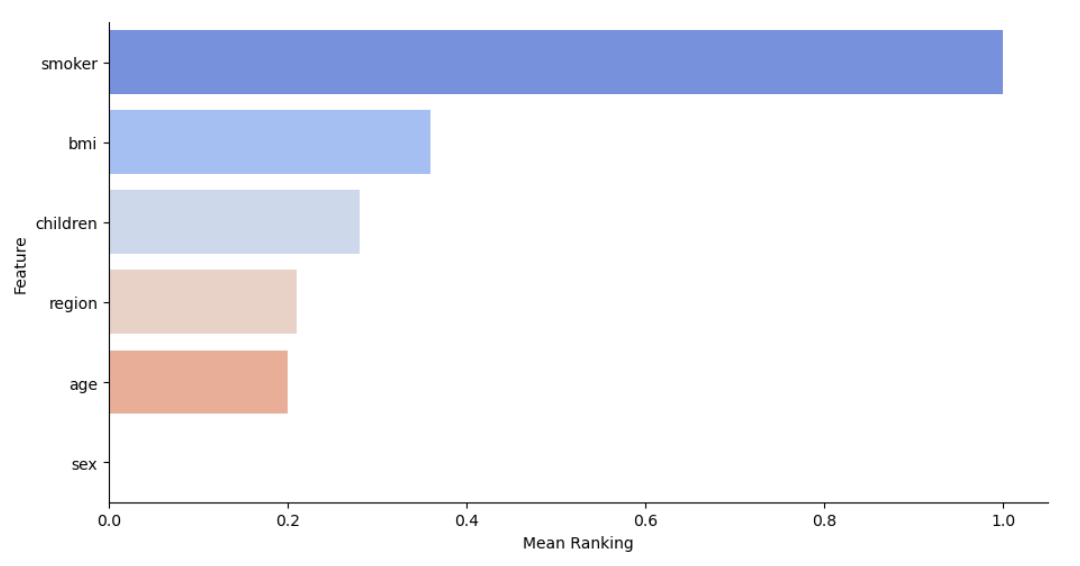 smoker
bmi
children
region
age
sex
Feature
0.0 0.2 0.4 0.6 0.8 1.0
Mean Ranking